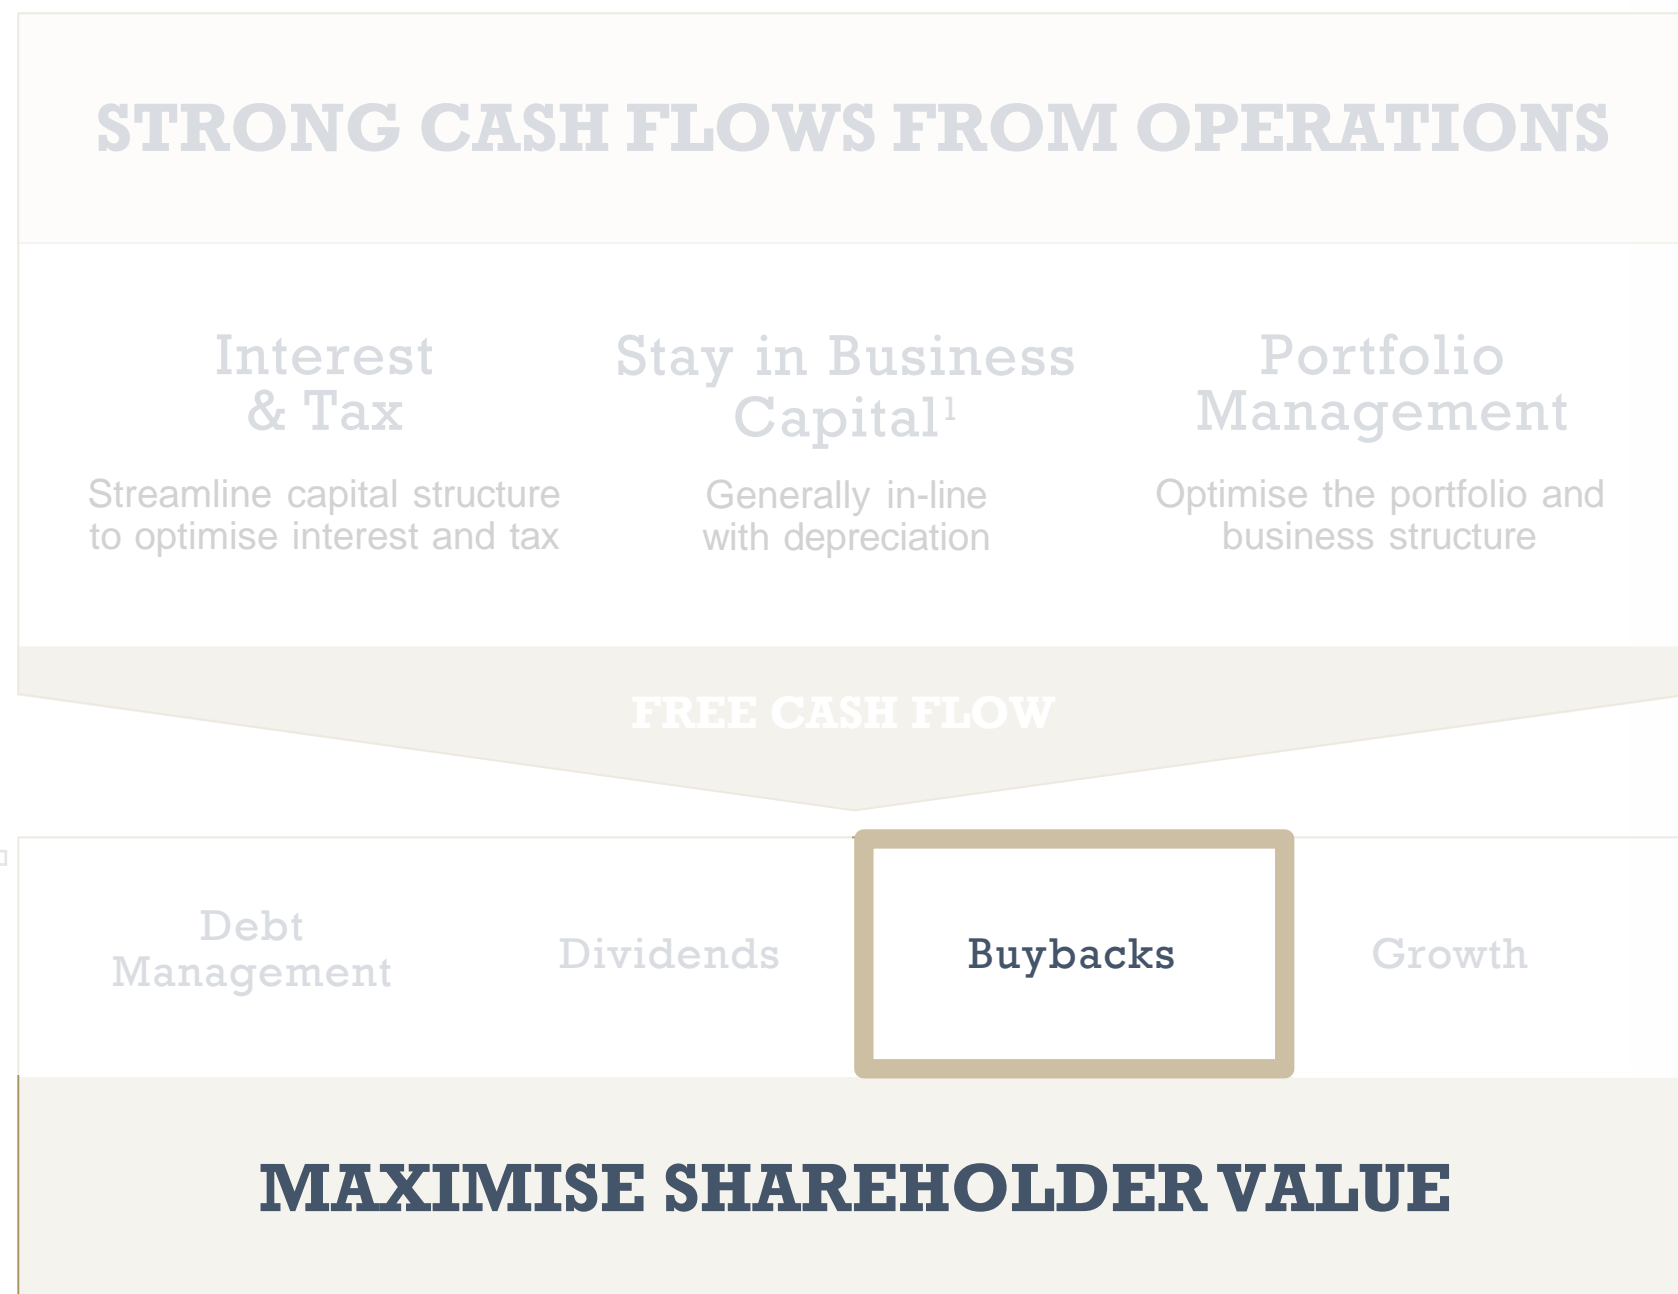 STRONG CASH FLOWS FROM OPERATIONS
Interest
& Tax
Streamline capital structure
to optimise interest and tax
Stay in Business
Capital¹
Generally in-line
with depreciation
Portfolio
Management
Optimise the portfolio and
business structure
FREE CASH FLOW
Debt
Management
Dividends
Buybacks
Growth
MAXIMISE SHAREHOLDER VALUE